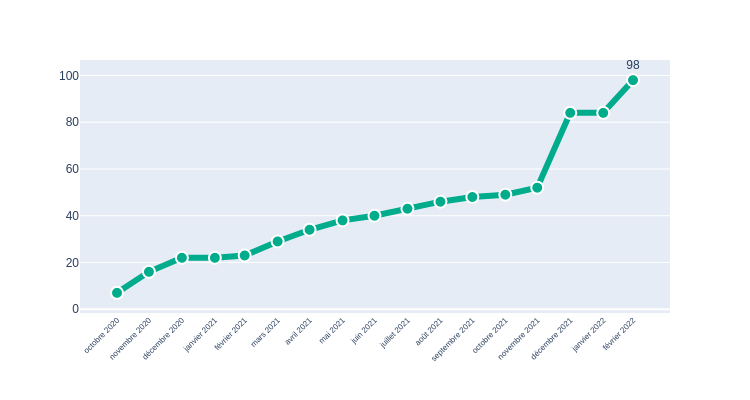 98
100
80
60
40
20
0
octobre 2020
novembre 2020
décembre 2020
janvier 2021
février 2021
mars 2021
avril 2021
mai 2021
juin 2021
juillet 2021
août 2021
septembre 2021
octobre 2021
novembre 2021
décembre 2021
janvier 2022
février 2022